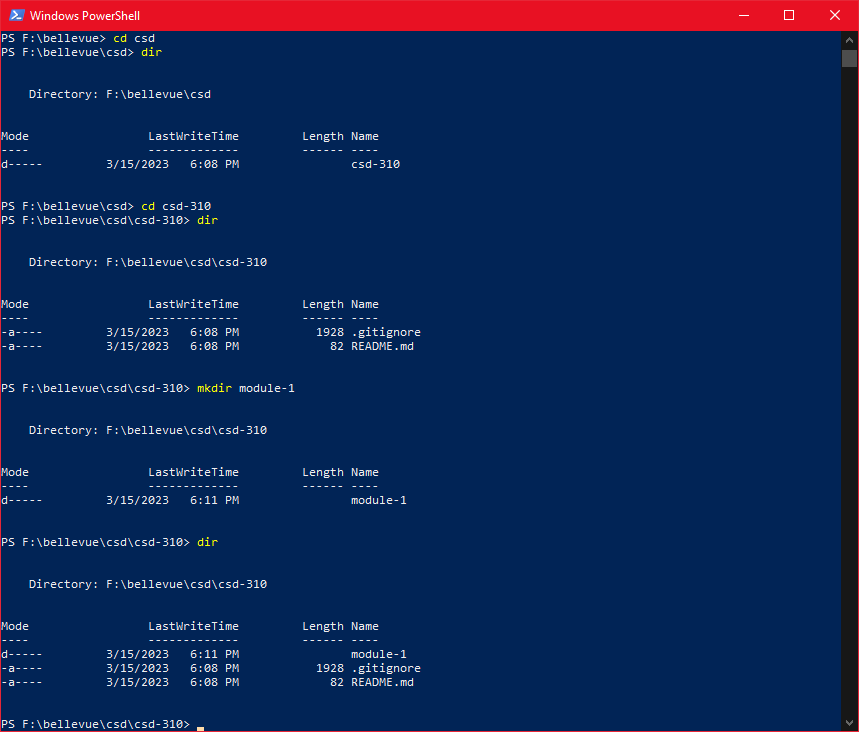 Windows PowerShell
PS F:\bellevue> cd csd
PS F:\bellevue\csd> dir
Directory: F:\bellevue\csd
Mode                 LastWriteTime         Length Name
----                 -------------         ------ ----
d-----         3/15/2023   6:08 PM                csd-310
PS F:\bellevue\csd> cd csd-310
PS F:\bellevue\csd\csd-310> dir
Directory: F:\bellevue\csd\csd-310
Mode                 LastWriteTime         Length Name
----                 -------------         ------ ----
-a----         3/15/2023   6:08 PM           1928 .gitignore
-a----         3/15/2023   6:08 PM             82 README.md
PS F:\bellevue\csd\csd-310> mkdir module-1
Directory: F:\bellevue\csd\csd-310
Mode                 LastWriteTime         Length Name
----                 -------------         ------ ----
d-----         3/15/2023   6:11 PM                module-1
PS F:\bellevue\csd\csd-310> dir
Directory: F:\bellevue\csd\csd-310
Mode                 LastWriteTime         Length Name
----                 -------------         ------ ----
d-----         3/15/2023   6:11 PM                module-1
-a----         3/15/2023   6:08 PM           1928 .gitignore
-a----         3/15/2023   6:08 PM             82 README.md
PS F:\bellevue\csd\csd-310>